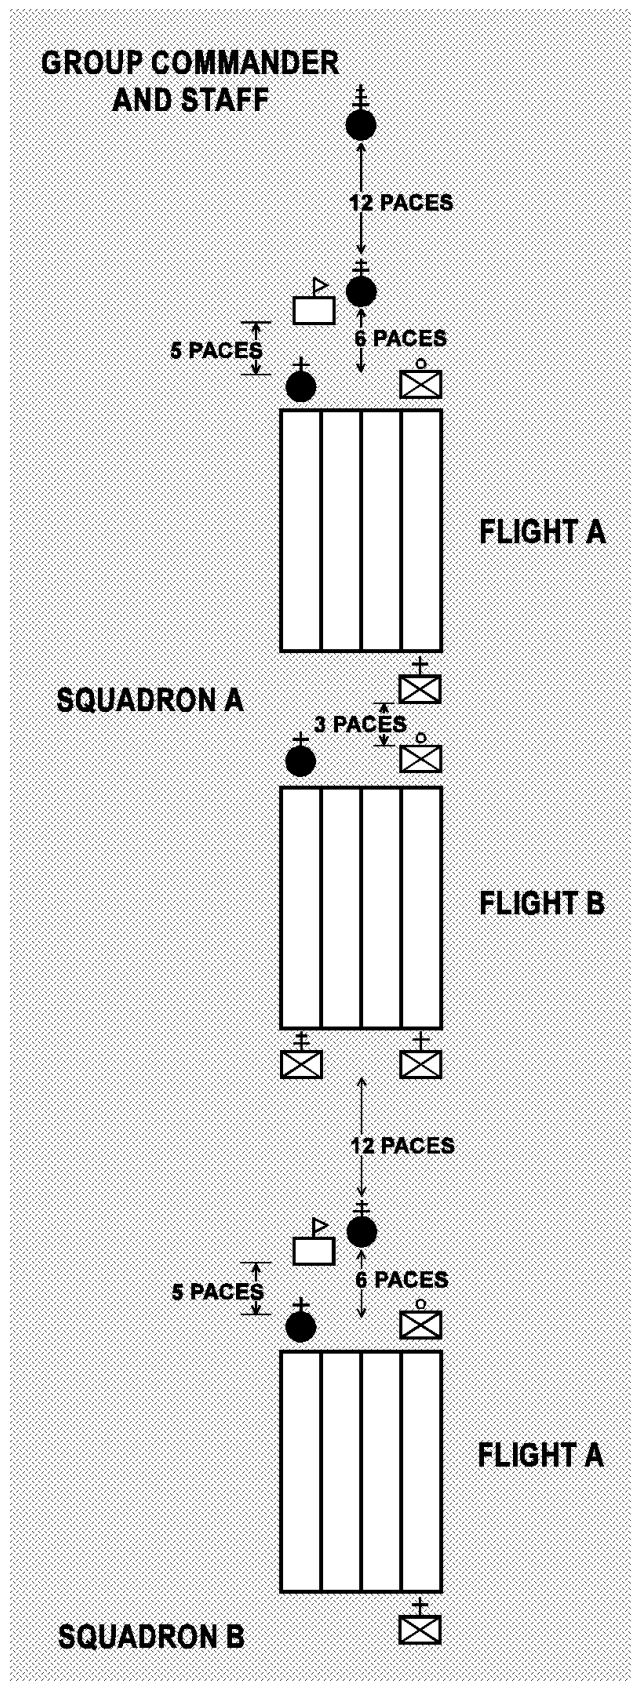 GROUP COMMANDER
AND STAFF
12 PACES
5 PACES
6 PACES
FLIGHT A
SQUADRON A
3 PACES
FLIGHT B
12 PACES
5 PACES
6 PACES
FLIGHT A
SQUADRON B